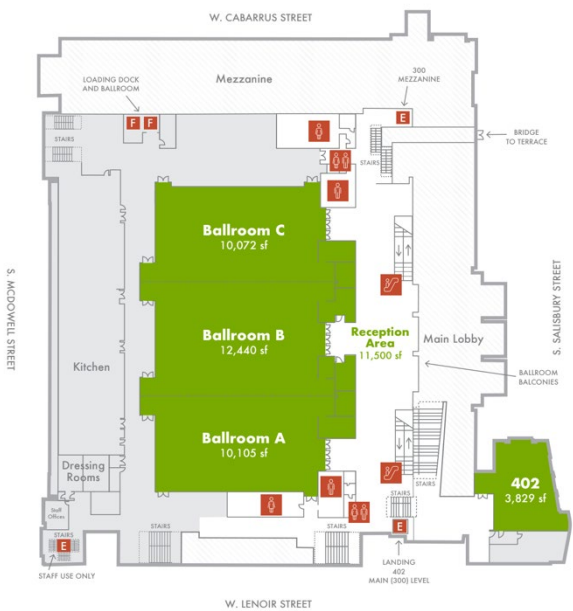 W. CABARRUS STREET
LOADING DOCK
AND BALLROOM
Mezzanine
300
MEZZANINE
F F
E
STAIRS
STAIRS
BRIDGE
TO TERRACE
Ballroom C
10,072 sf
S. MCDOWELL STREET
S. SALISBURY STREET
Ballroom B
12,440 sf
Reception
Area
11,500 sf
Main Lobby
Kitchen
BALLROOM
BALCONIES
Ballroom A
10,105 sf
Dressing
Rooms
402
3,829 sf
Staff
Offices
STAIRS
STAIRS
STAIRS
STAIRS
E
E
STAFF USE ONLY
LANDING
402
MAIN (300) LEVEL
W. LENOIR STREET